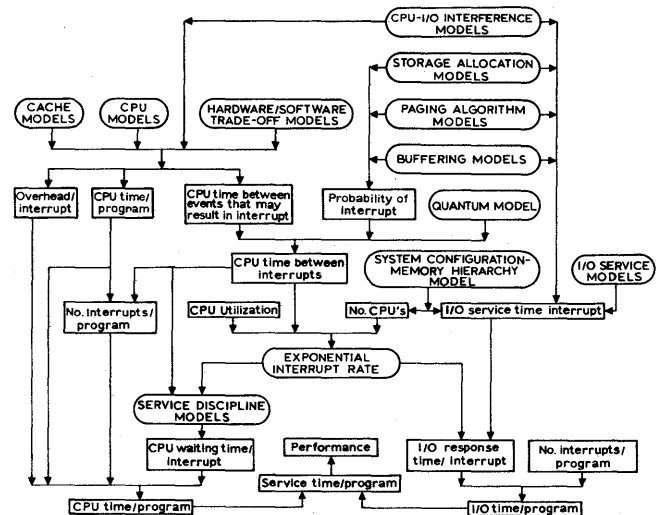 CPU-I/O INTERFERENCE
MODELS
STORAGE ALLOCATION
MODELS
CACHE
MODELS
CPU
MODELS
HARDWARE/SOFTWARE
TRADE-OFF MODELS
PAGING ALGORITHM
MODELS
BUFFERING MODELS
Overhead/
interrupt
CPU time/
program
CPU time between
events that may
result in interrupt
Probability of
Interrupt
QUANTUM MODEL
CPU time between
interrupts
SYSTEM CONFIGURATION-
MEMORY HIERARCHY
MODEL
I/O SERVICE
MODELS
No. Interrupts/
program
CPU Utilization
No. CPU's
I/O service time interrupt
EXPONENTIAL
INTERRUPT RATE
SERVICE DISCIPLINE
MODELS
CPU waiting time/
interrupt
Performance
I/O response
time/ interrupt
No. interrupts/
program
Service time/program
CPU time/program
I/O time/program